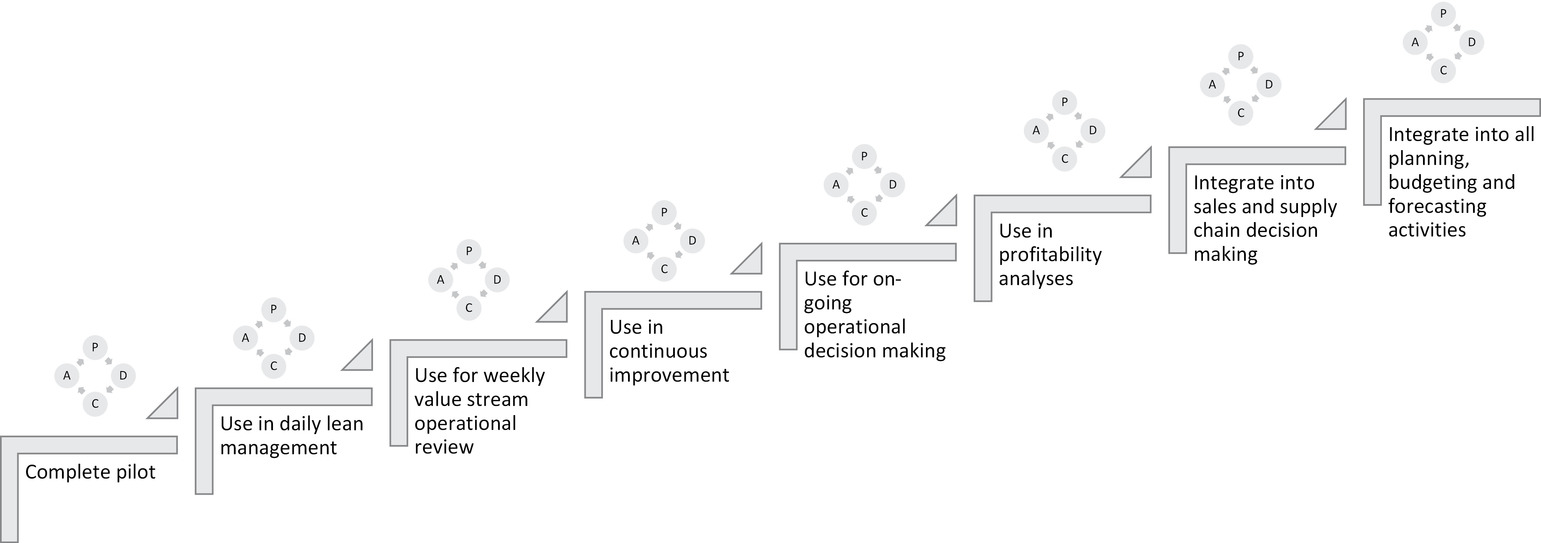 P
A D
C
Complete pilot
P
A D
C
Use in daily lean
management
P
A D
C
Use for weekly
value stream
operational
review
P
A D
C
Use in
continuous
improvement
P
A D
C
Use for on-
going
operational
decision making
P
A D
C
Use in
profitability
analyses
P
A D
C
Integrate into
sales and supply
chain decision
making
P
A D
C
Integrate into all
planning,
budgeting and
forecasting
activities